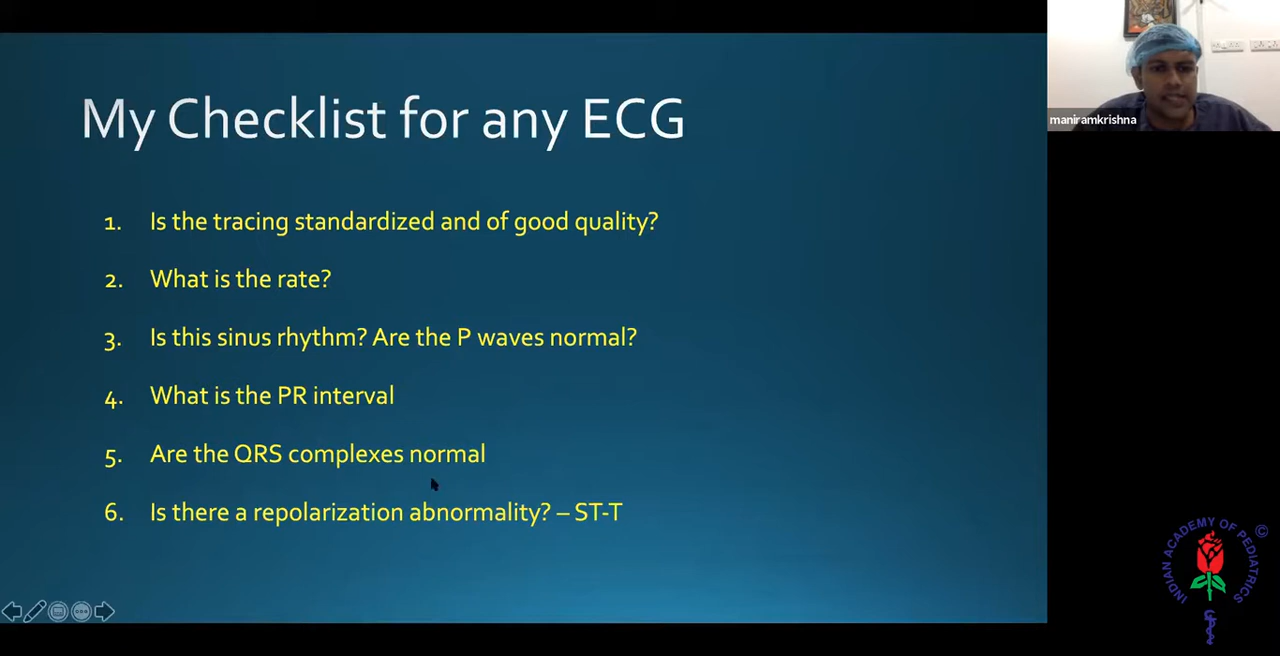 My Checklist for any ECG
1. Is the tracing standardized and of good quality?
2. What is the rate?
3. Is this sinus rhythm? Are the P waves normal?
4. What is the PR interval
5. Are the QRS complexes normal
6. Is there a repolarization abnormality? – ST-T
maniramkrishna
INDIAN ACADEMY OF PEDIATRICS
©